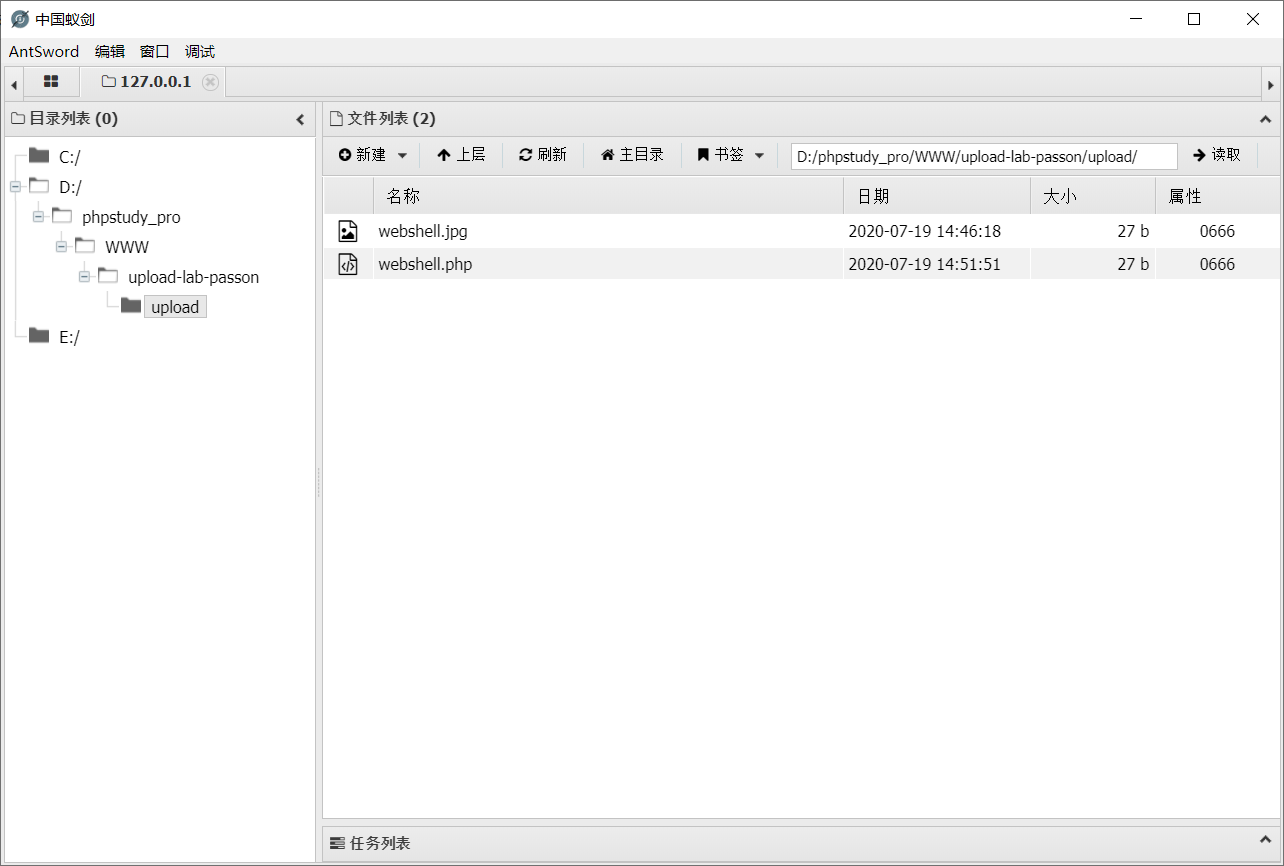 中国蚁剑
AntSword 编辑 窗口 调试
127.0.0.1
目录列表 (0)
C:/
D:/
phpstudy_pro
WWW
upload-lab-passon
upload
E:/
文件列表 (2)
新建 上层 刷新 主目录 书签 D:/phpstudy_pro/WWW/upload-lab-passon/upload/ 读取
名称 日期 大小 属性
webshell.jpg 2020-07-19 14:46:18 27 b 0666
webshell.php 2020-07-19 14:51:51 27 b 0666
任务列表